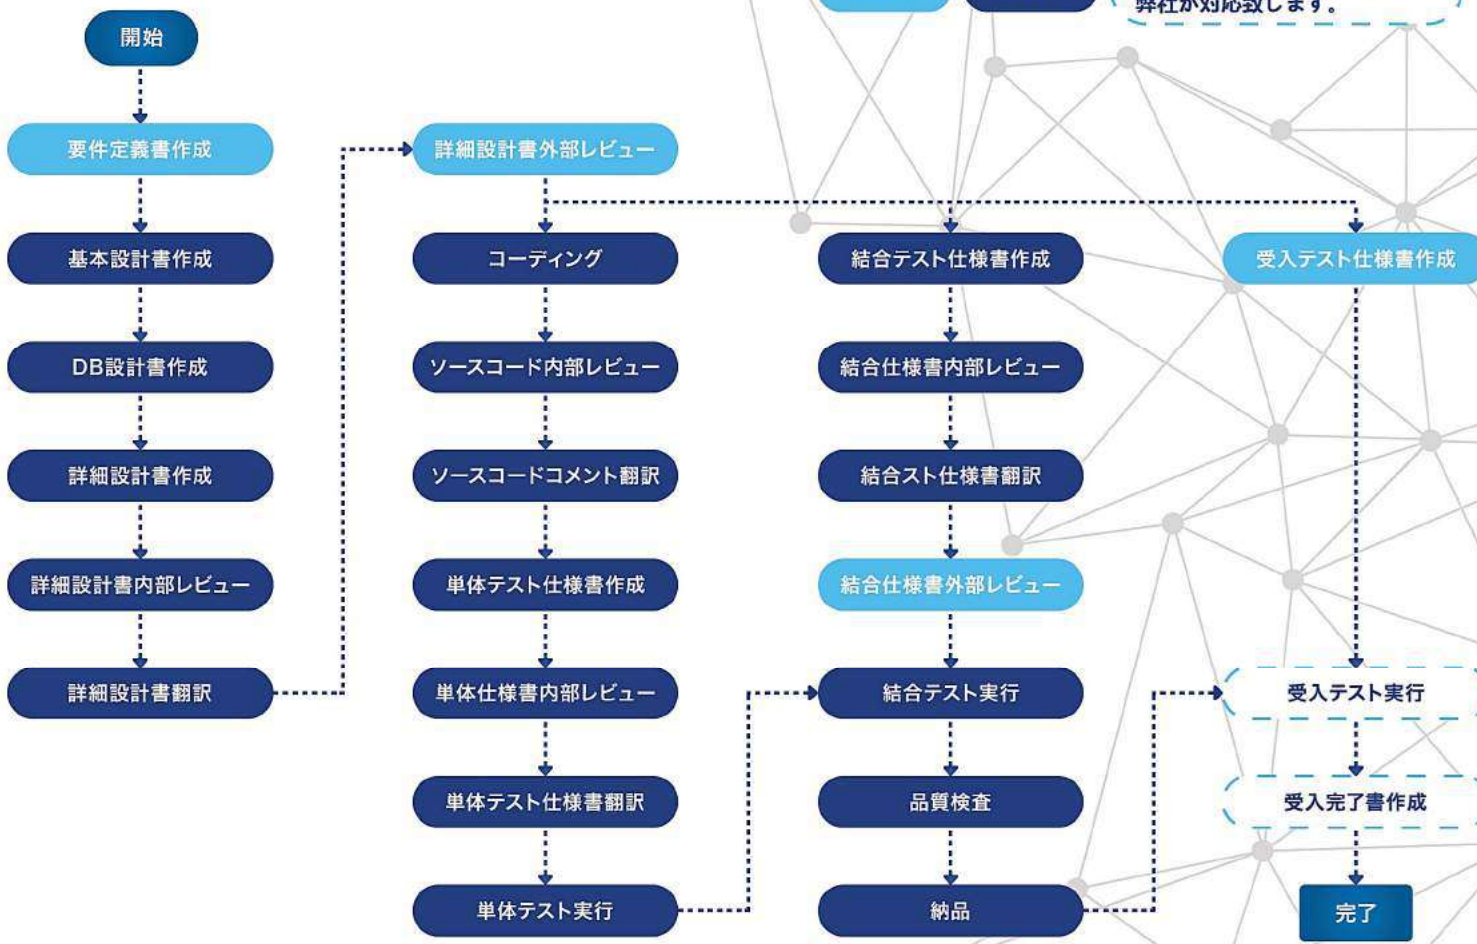 弊社が対応致します。
開始
要件定義書作成
基本設計書作成
DB設計書作成
詳細設計書作成
詳細設計書内部レビュー
詳細設計書翻訳
詳細設計書外部レビュー
コーディング
ソースコード内部レビュー
ソースコードコメント翻訳
単体テスト仕様書作成
単体仕様書内部レビュー
単体テスト仕様書翻訳
単体テスト実行
結合テスト仕様書作成
結合仕様書内部レビュー
結合スト仕様書翻訳
結合仕様書外部レビュー
結合テスト実行
品質検査
納品
受入テスト仕様書作成
受入テスト実行
受入完了書作成
完了